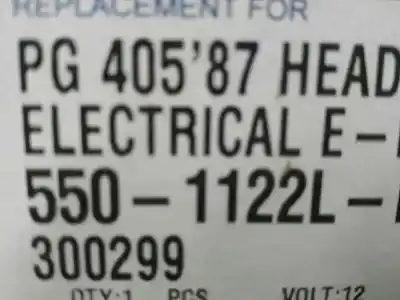 REPLACEMENT FOR
PG 405'87 HEAD
ELECTRICAL E-
550-1122L-
300299
QTY:1 PCS VOLT:12